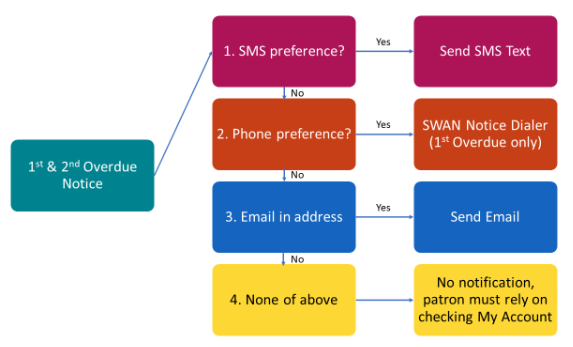 1. SMS preference?
Yes
Send SMS Text
No
2. Phone preference?
Yes
SWAN Notice Dialer
(1st Overdue only)
1st & 2nd Overdue
Notice
No
3. Email in address
Yes
Send Email
No
4. None of above
No notification,
patron must rely on
checking My Account